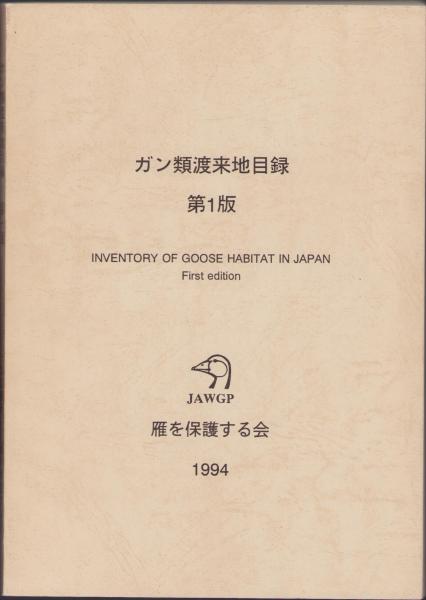 ガン類渡来地目録
第1版
INVENTORY OF GOOSE HABITAT IN JAPAN
First edition
JAWGP
雁を保護する会
1994